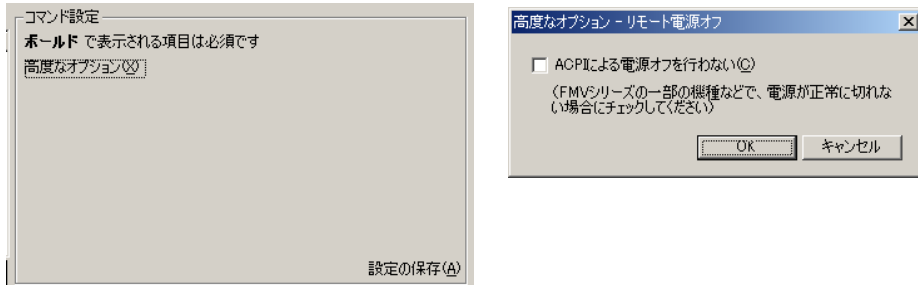 コマンド設定
ボールド で表示される項目は必須です
高度なオプション(X)
設定の保存(A)
高度なオプション - リモート電源オフ
ACPIによる電源オフを行わない(C)
(FMVシリーズの一部の機種などで、電源が正常に切れな
い場合にチェックしてください)
OK
キャンセル